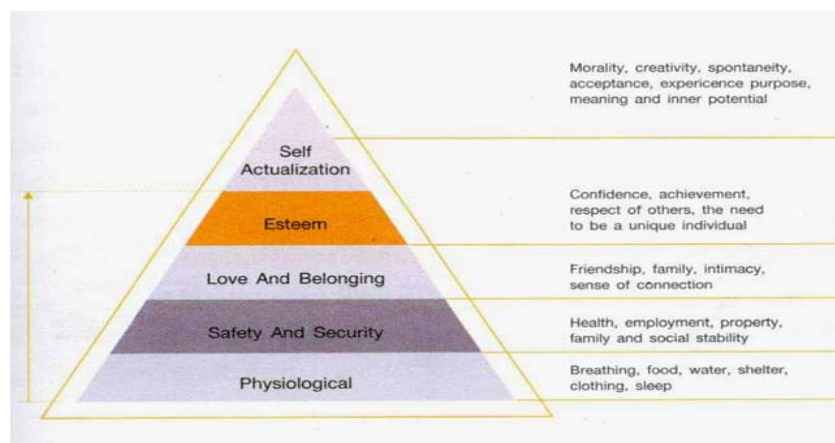 Morality, creativity, spontaneity,
acceptance, expericence purpose,
meaning and inner potential
Self
Actualization
Confidence, achievement,
respect of others, the need
to be a unique individual
Esteem
Friendship, family, intimacy,
sense of connection
Love And Belonging
Health, employment, property,
family and social stability
Safety And Security
Breathing, food, water, shelter,
clothing, sleep
Physiological